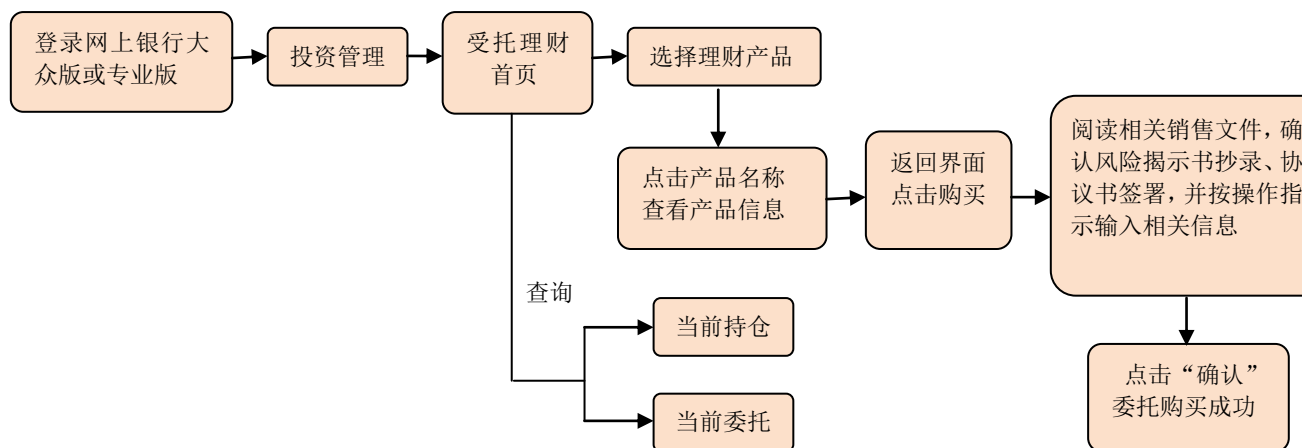 登录网上银行大
众版或专业版
投资管理
受托理财
首页
选择理财产品
点击产品名称
查看产品信息
返回界面
点击购买
阅读相关销售文件，确
认风险揭示书抄录、协
议书签署，并按操作指
示输入相关信息
查询
当前持仓
当前委托
点击“确认”
委托购买成功